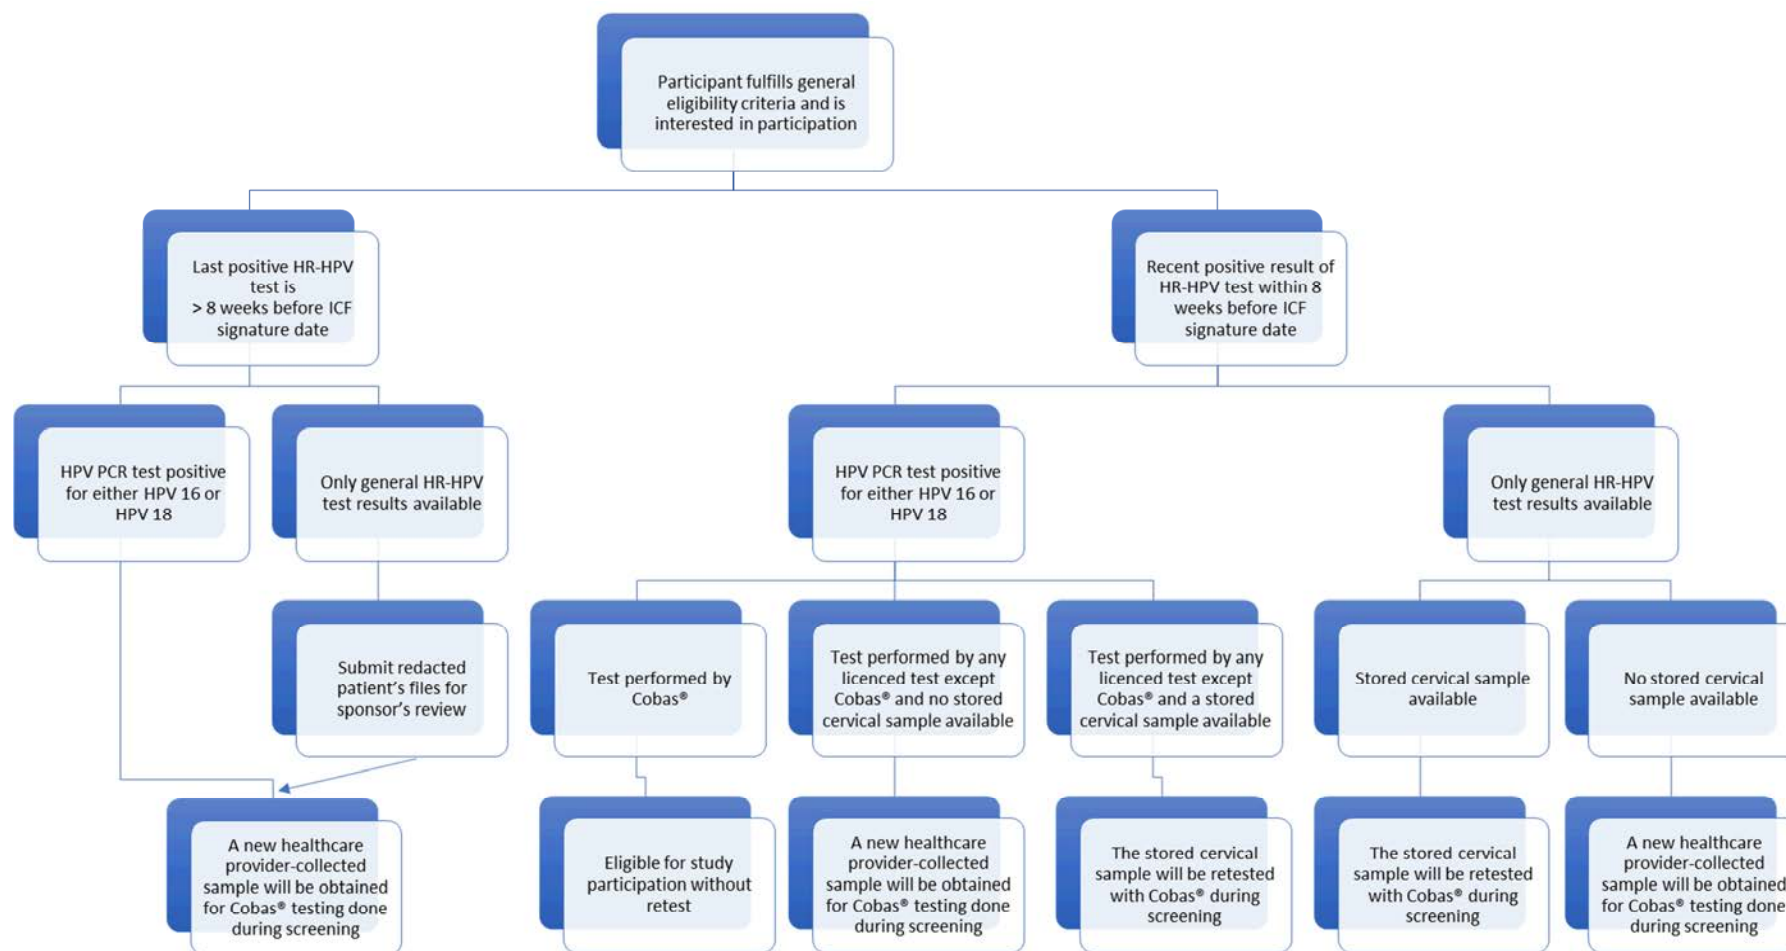 Participant fulfills general
eligibility criteria and is
interested in participation
Last positive HR-HPV
test is
> 8 weeks before ICF
signature date
Recent positive result of
HR-HPV test within 8
weeks before ICF
signature date
HPV PCR test positive
for either HPV 16 or
HPV 18
Only general HR-HPV
test results available
HPV PCR test positive
for either HPV 16 or
HPV 18
Only general HR-HPV
test results available
Submit redacted
patient's files for
sponsor's review
Test performed by
Cobas®
Test performed by any
licenced test except
Cobas® and no stored
cervical sample available
Test performed by any
licenced test except
Cobas® and a stored
cervical sample available
Stored cervical sample
available
No stored cervical
sample available
A new healthcare
provider-collected
sample will be obtained
for Cobas® testing done
during screening
Eligible for study
participation without
retest
A new healthcare
provider-collected
sample will be obtained
for Cobas® testing done
during screening
The stored cervical
sample will be retested
with Cobas® during
screening
The stored cervical
sample will be retested
with Cobas® during
screening
A new healthcare
provider-collected
sample will be obtained
for Cobas® testing done
during screening